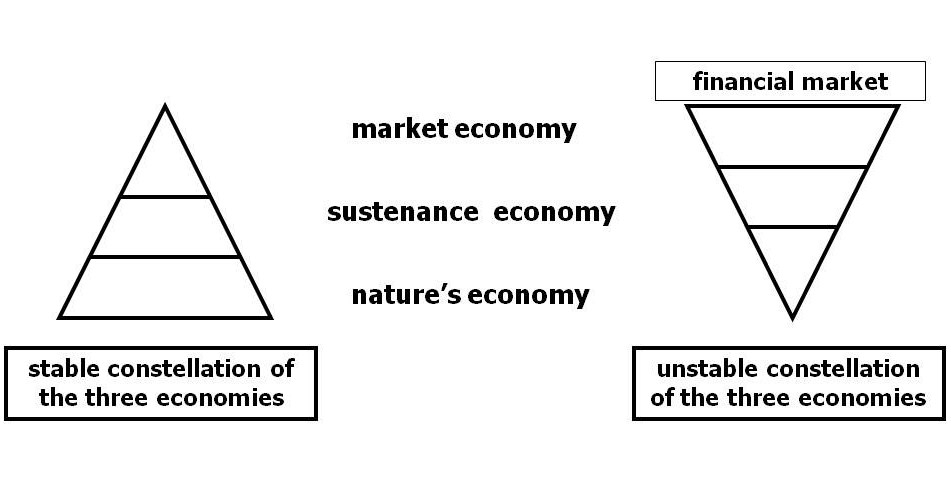 financial market
market economy
sustenance economy
nature’s economy
stable constellation of
the three economies
unstable constellation
of the three economies